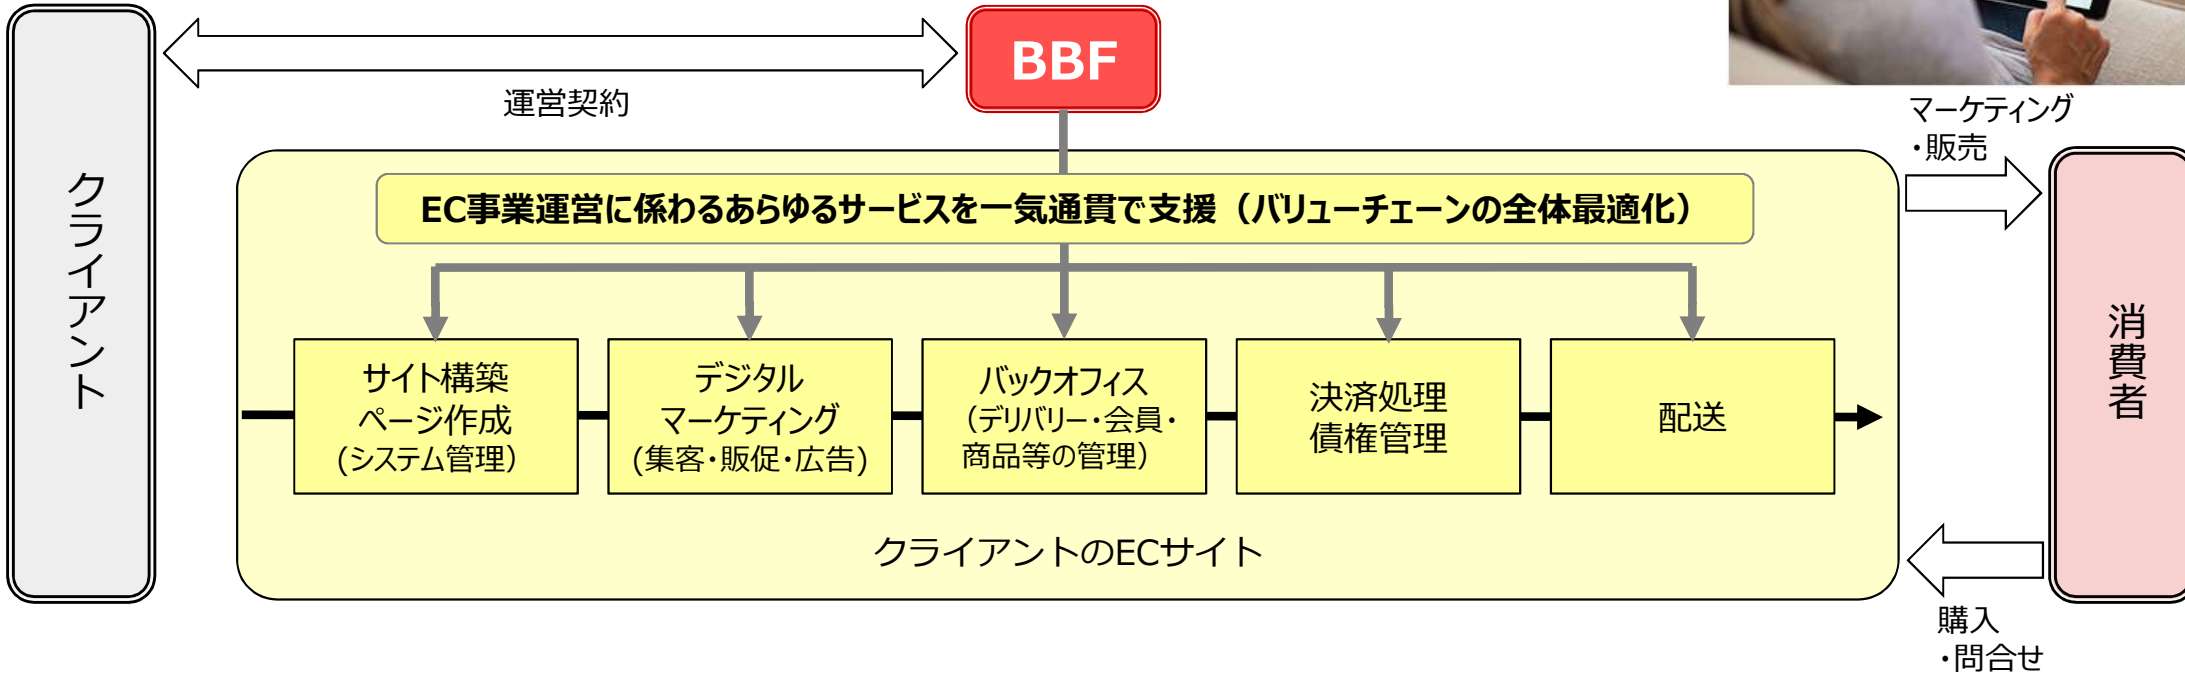 BBF
運営契約
クライアント
マーケティング
・販売
EC事業運営に係わるあらゆるサービスを一気通貫で支援（バリューチェーンの全体最適化）
サイト構築
ページ作成
(システム管理）
デジタル
マーケティング
(集客・販促・広告)
バックオフィス
（デリバリー・会員・
商品等の管理）
決済処理
債権管理
配送
クライアントのECサイト
消費者
購入
・問合せ